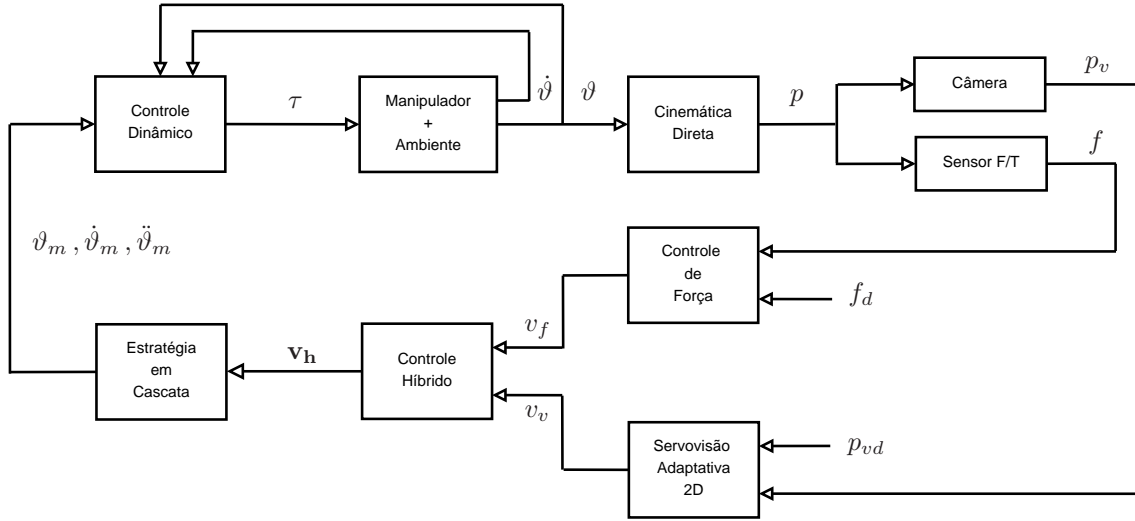 Controle
Dinâmico
τ
Manipulador
+
Ambiente
ϑ̇
ϑ
Cinemática
Direta
p
Câmera
p_v
Sensor F/T
f
ϑ_m , ϑ̇_m , ϑ̈_m
Controle
de
Força
f_d
v_f
Estratégia
em
Cascata
v_h
Controle
Híbrido
v_v
Servovisão
Adaptativa
2D
p_vd